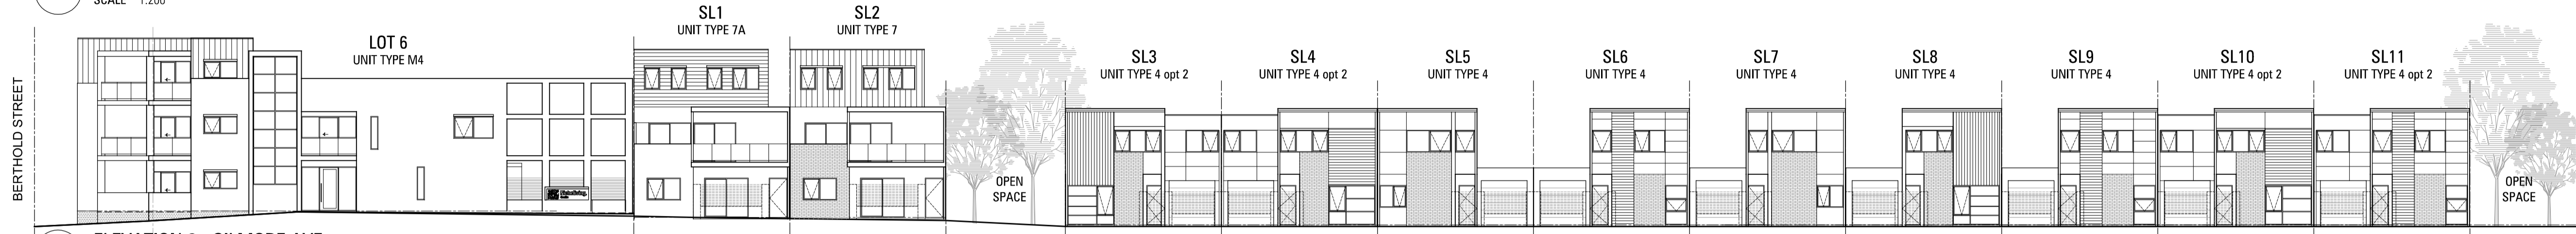 SCALE 1:200
BERTHOLD STREET
LOT 6
UNIT TYPE M4
SL1
UNIT TYPE 7A
SL2
UNIT TYPE 7
OPEN
SPACE
SL3
UNIT TYPE 4 opt 2
SL4
UNIT TYPE 4 opt 2
SL5
UNIT TYPE 4
SL6
UNIT TYPE 4
SL7
UNIT TYPE 4
SL8
UNIT TYPE 4
SL9
UNIT TYPE 4
SL10
UNIT TYPE 4 opt 2
SL11
UNIT TYPE 4 opt 2
OPEN
SPACE